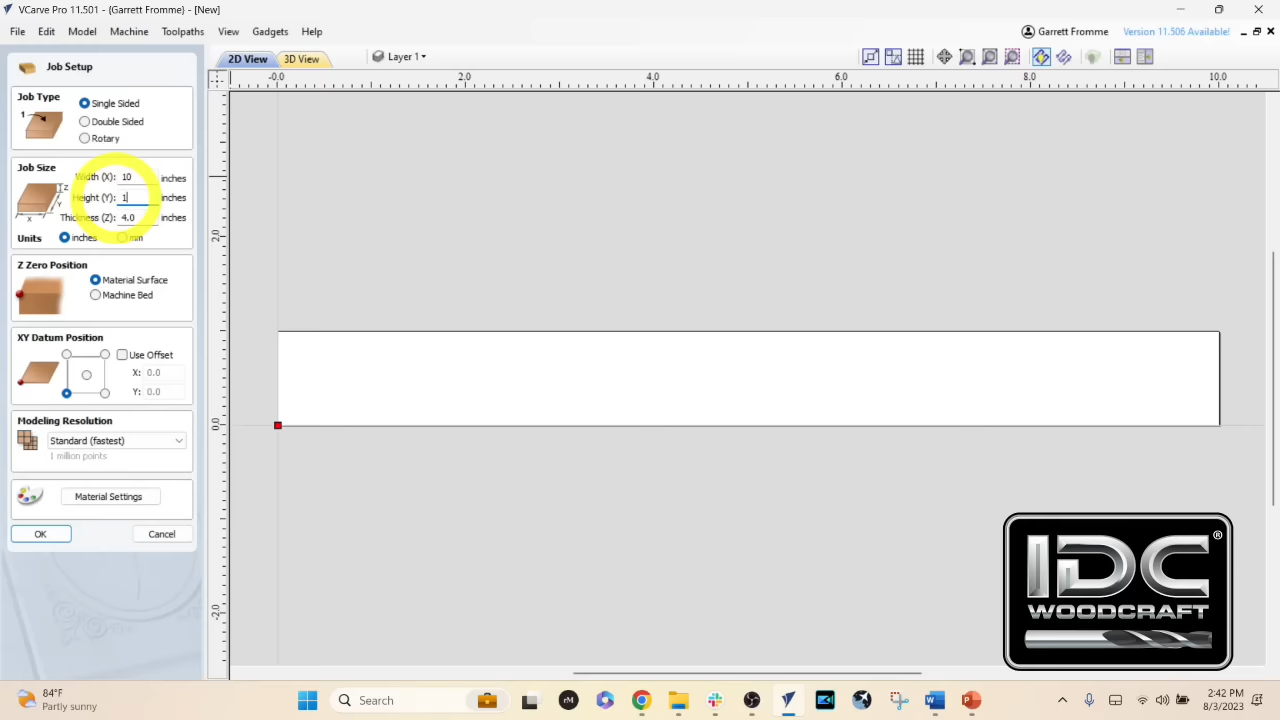 VCarve Pro 11.501 - {Garrett Fromme} - [New]
File Edit Model Machine Toolpaths View Gadgets Help
Garrett Fromme Version 11.506 Available!
Job Setup
2D View 3D View Layer 1
-0.0 2.0 4.0 6.0 8.0 10.0
Job Type
1
Single Sided
Double Sided
Rotary
Job Size
Width (X): 10 inches
Height (Y): 1 inches
Thickness (Z): 4.0 inches
Z
Y
X
Units inches mm
2.0
0.0
-2.0
Z Zero Position
Material Surface
Machine Bed
XY Datum Position
Use Offset
X: 0.0
Y: 0.0
Modeling Resolution
Standard (fastest)
1 million points
Material Settings
OK Cancel
IDC®
WOODCRAFT
84°F
Partly sunny
Search
rM
2:42 PM
8/3/2023